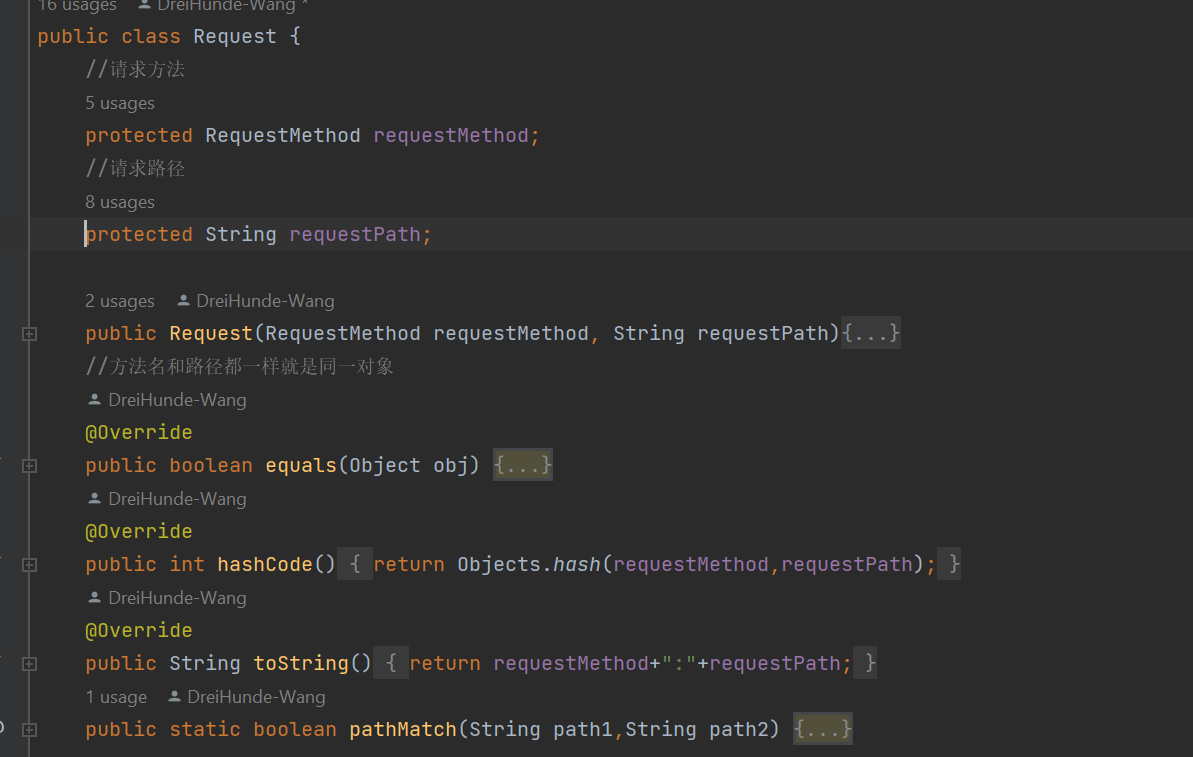 16 usages DreiHunde-Wang *
public class Request {
//请求方法
5 usages
protected RequestMethod requestMethod;
//请求路径
8 usages
protected String requestPath;
2 usages DreiHunde-Wang
public Request(RequestMethod requestMethod, String requestPath){...}
//方法名和路径都一样就是同一对象
DreiHunde-Wang
@Override
public boolean equals(Object obj) {...}
DreiHunde-Wang
@Override
public int hashCode() { return Objects.hash(requestMethod,requestPath); }
DreiHunde-Wang
@Override
public String toString() { return requestMethod+":"+requestPath; }
1 usage DreiHunde-Wang
public static boolean pathMatch(String path1,String path2) {...}